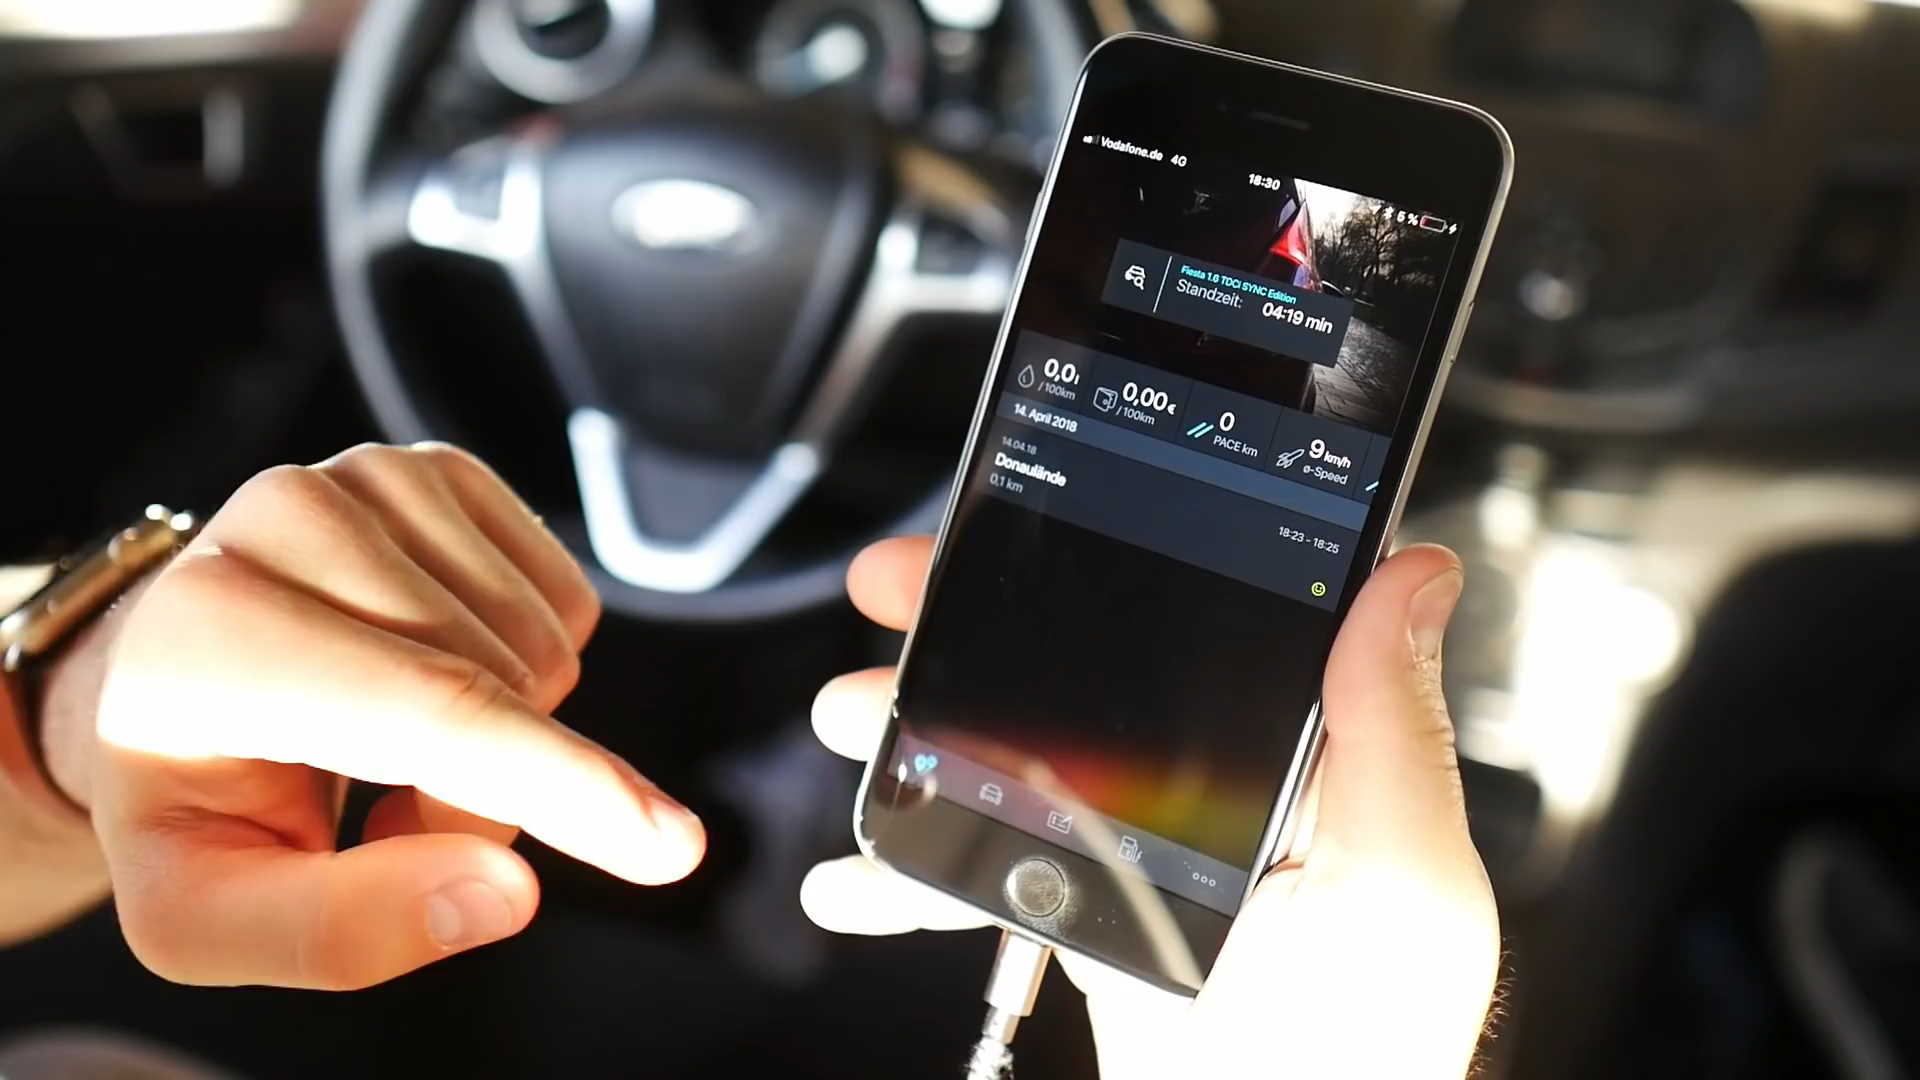 Vodafone.de 4G
18:30
5 %
Fiesta 1.6 TDCi SYNC Edition
Standzeit:
04:19 min
0,0l
/100km
0,00€
/100km
0
PACE km
9 km/h
ø-Speed
14. April 2018
14.04.18
Donaulände
0,1 km
18:23 - 18:25